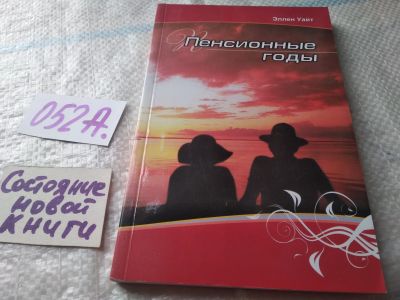 Эллен Уайт
Пенсионные
годы
052А.
Состояние
новой
книги